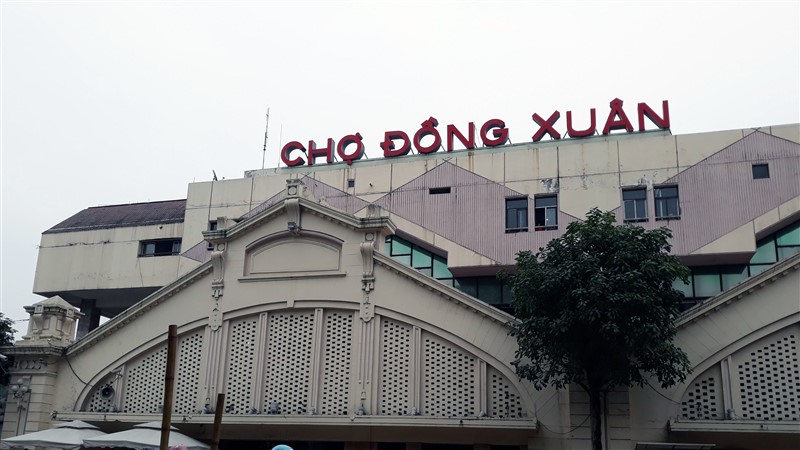 CHỢ ĐỒNG XUÂN